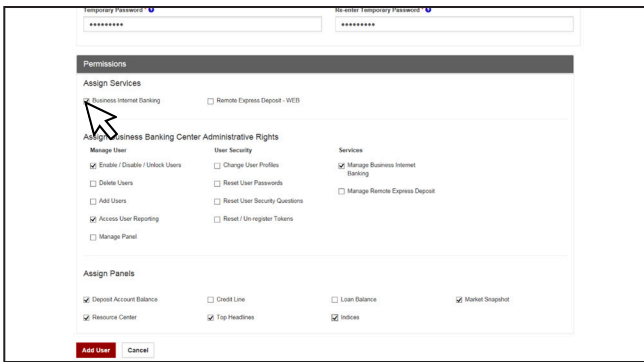 Temporary Password * Re-enter Temporary Password *
Permissions
Assign Services
Business Internet Banking Remote Express Deposit - WEB
Assign Business Banking Center Administrative Rights
Manage User User Security Services
Enable / Disable / Unlock Users Change User Profiles Manage Business Internet Banking
Delete Users Reset User Passwords Manage Remote Express Deposit
Add Users Reset User Security Questions
Access User Reporting Reset / Un-register Tokens
Manage Panel
Assign Panels
Deposit Account Balance Credit Line Loan Balance Market Snapshot
Resource Center Top Headlines Indices
Add User Cancel